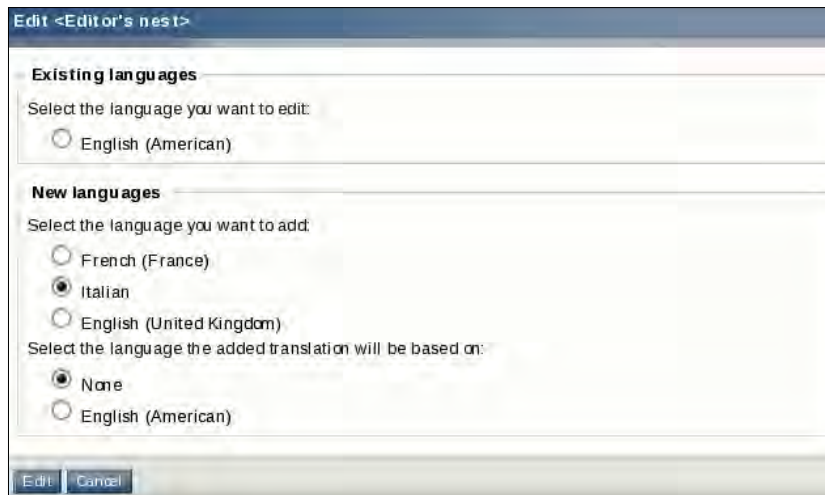 Edit <Editor's nest>
Existing languages
Select the language you want to edit:
English (American)
New languages
Select the language you want to add:
French (France)
Italian
English (United Kingdom)
Select the language the added translation will be based on:
None
English (American)
Edit Cancel